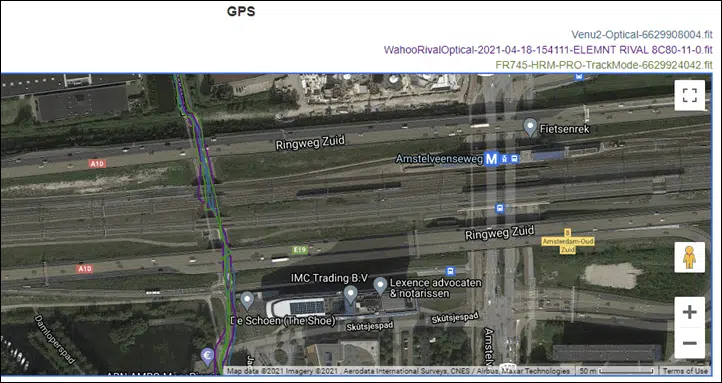 GPS
Venu2-Optical-6629908004.fit
WahooRivalOptical-2021-04-18-154111-ELEMNT RIVAL 8C80-11-0.fit
FR745-HRM-PRO-TrackMode-6629924042.fit
Fietsenrek
Ringweg Zuid
A10
Amstelveenseweg
M
Ringweg Zuid
8
Amsterdam-Oud
Zuid
E19
A10
IMC Trading B.V
Lexence advocaten
& notarissen
De Schoen (The Shoe)
Skûtsjespad
Skûtsjespad
Damloperspad
Amstelv
€
Map data ©2021 Imagery ©2021 , Aerodata International Surveys, CNES / Airbus, Maxar Technologies
50 m
Terms of Use